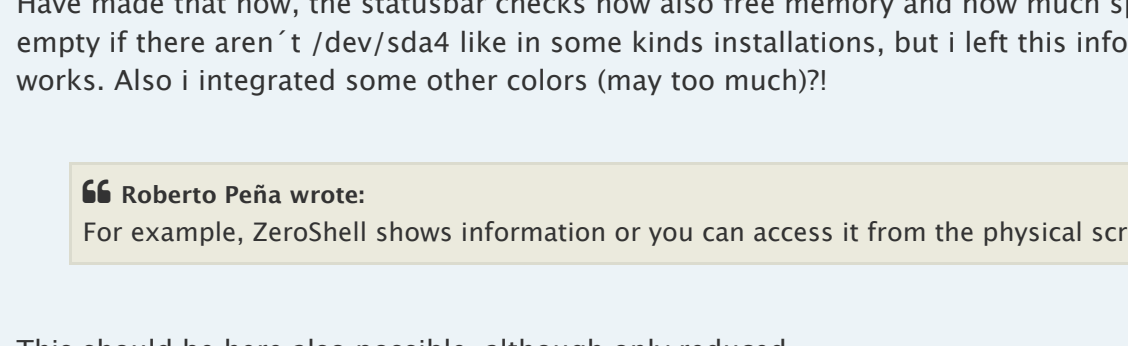 Have made that now, the statusbar checks now also free memory and how much
empty if there aren´t /dev/sda4 like in some kinds installations, but i left this info
works. Also i integrated some other colors (may too much)?!
Roberto Peña wrote:
For example, ZeroShell shows information or you can access it from the physical scr
This should be here also possible, although only reduced